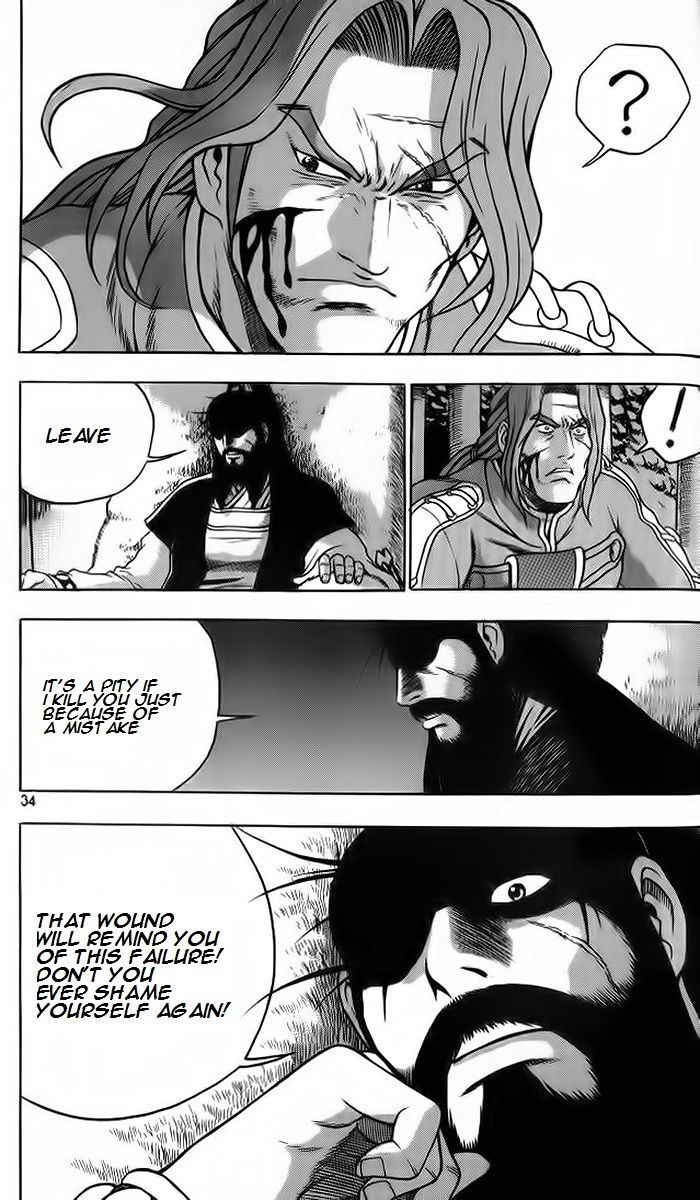 ?
LEAVE
!
IT'S A PITY IF
I KILL YOU JUST
BECAUSE OF
A MISTAKE
34
THAT WOUND
WILL REMIND YOU
OF THIS FAILURE!
DON'T YOU
EVER SHAME
YOURSELF AGAIN!